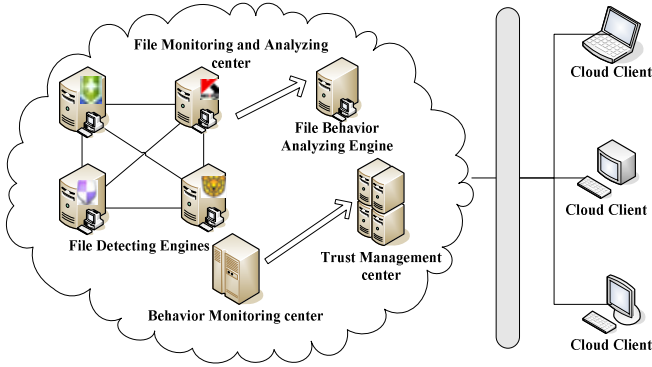 File Monitoring and Analyzing
center
Cloud Client
File Behavior
Analyzing Engine
Cloud Client
File Detecting Engines
Trust Management
center
Behavior Monitoring center
Cloud Client